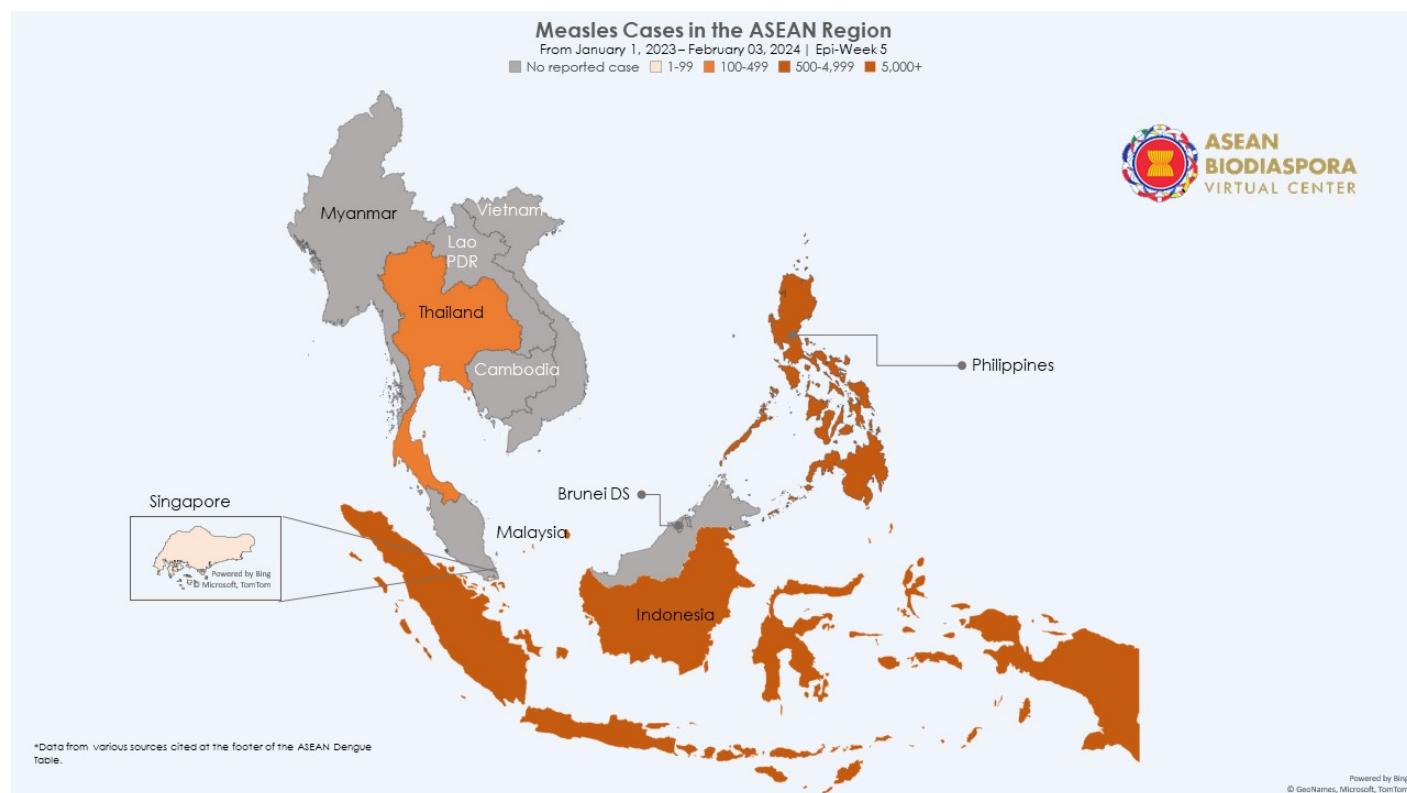 Measles Cases in the ASEAN Region
From January 1, 2023 – February 03, 2024 | Epi-Week 5
No reported case 1-99 100-499 500-4,999 5,000+
ASEAN
BIODIASPORA
VIRTUAL CENTER
Myanmar
Vietnam
Lao
PDR
Thailand
Cambodia
Philippines
Singapore
Brunei DS
Malaysia
Powered by Bing
© Microsoft, TomTom
Indonesia
*Data from various sources cited at the footer of the ASEAN Dengue
Table.
Powered by Bing
© GeoNames, Microsoft, TomTom